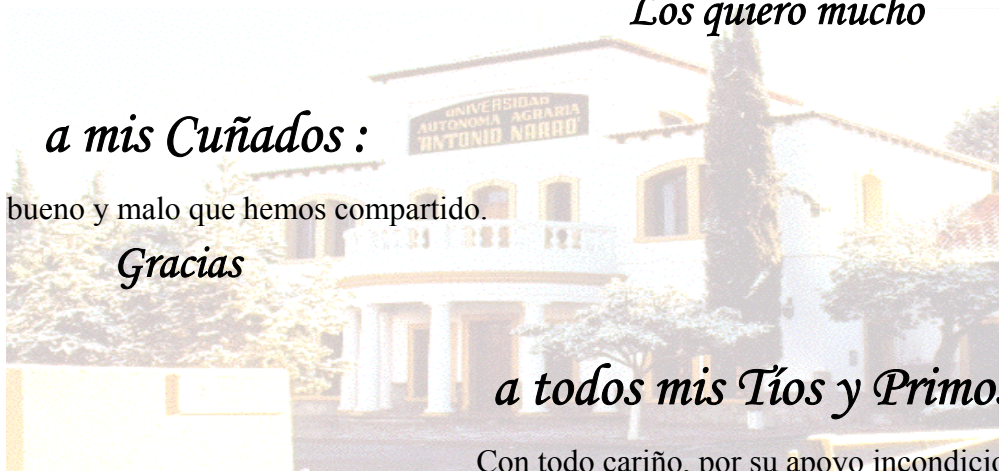 Los quiero mucho
UNIVERSIDAD
AUTONOMA AGRARIA
"ANTONIO NARRO"
a mis Cuñados :
bueno y malo que hemos compartido.
Gracias
a todos mis Tíos y Primos
Con todo cariño, por su apoyo